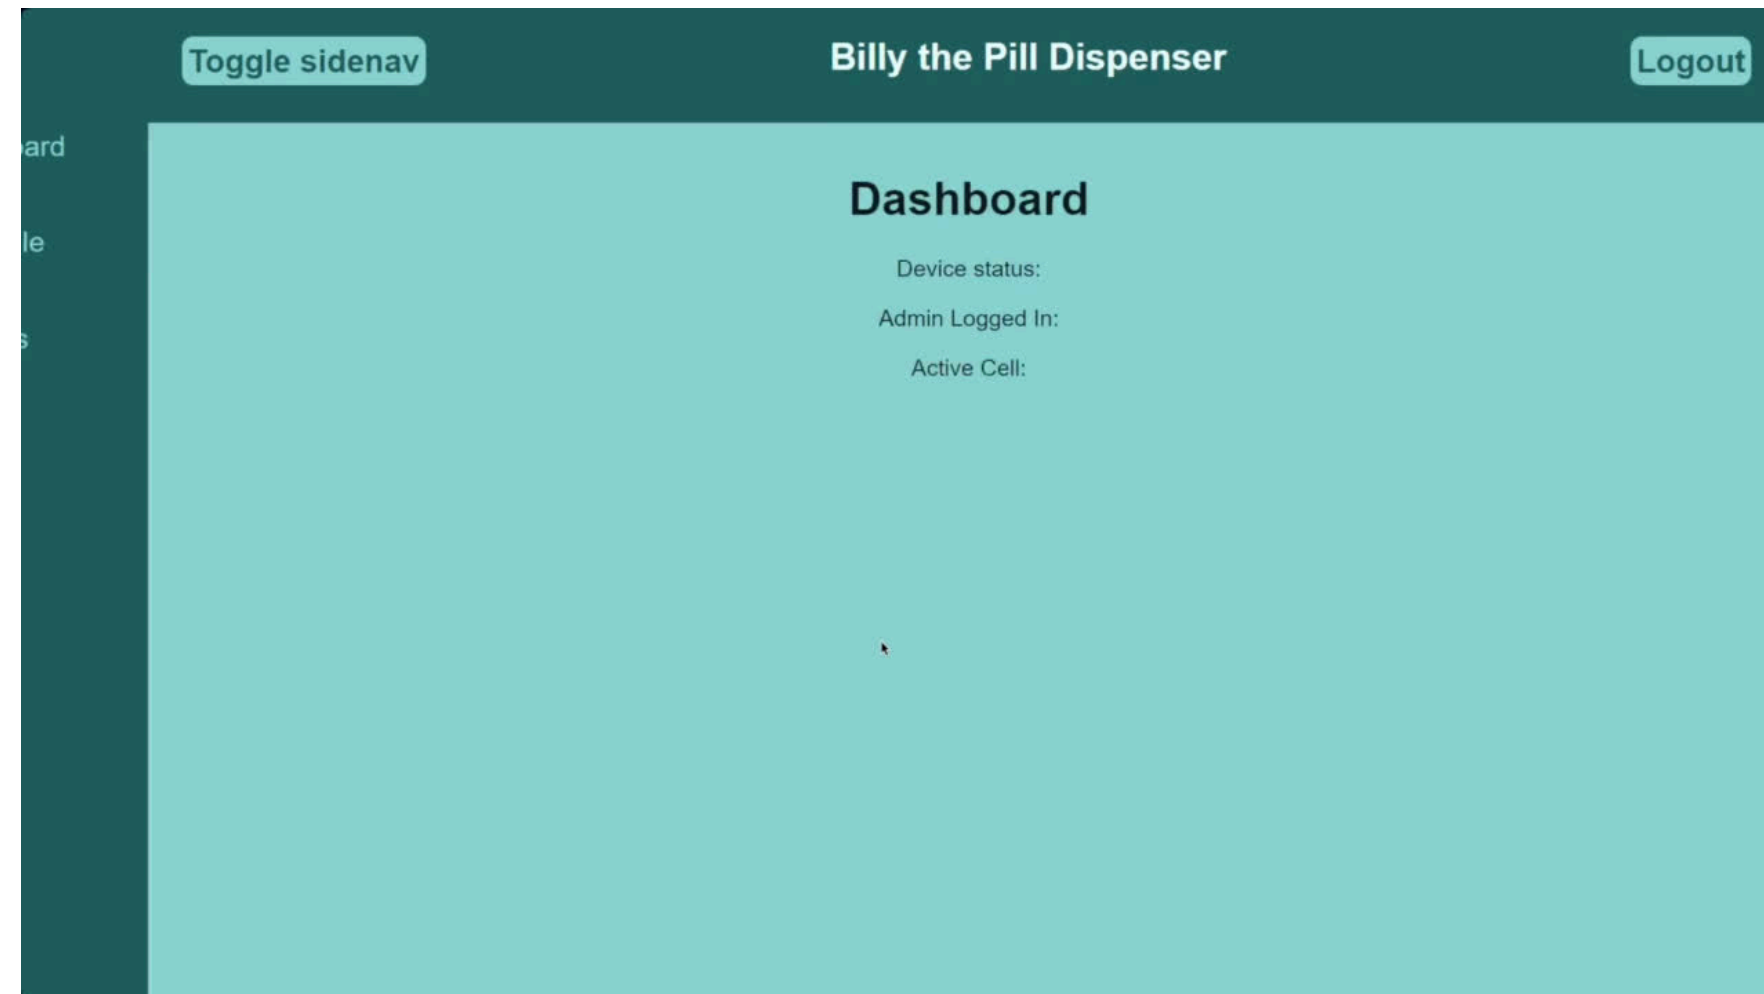 Toggle sidenav
Billy the Pill Dispenser
Logout
ard
le
s
Dashboard
Device status:
Admin Logged In:
Active Cell: